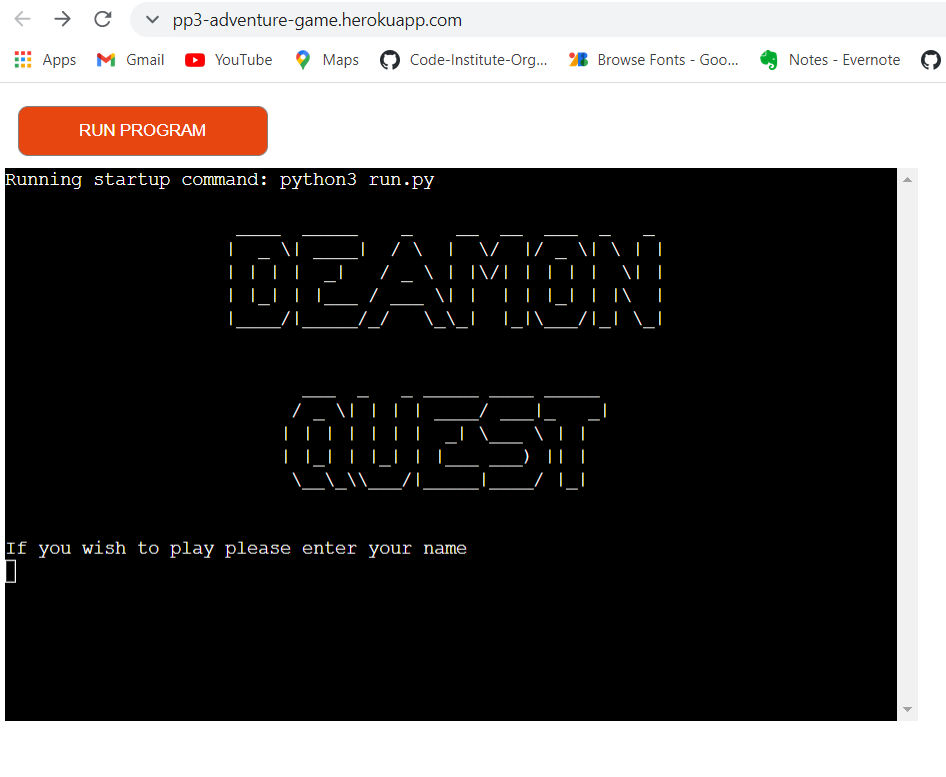 pp3-adventure-game.herokuapp.com
Apps Gmail YouTube Maps Code-Institute-Org... Browse Fonts - Goo... Notes - Evernote
RUN PROGRAM
Running startup command: python3 run.py
DEAMON
QUEST
If you wish to play please enter your name